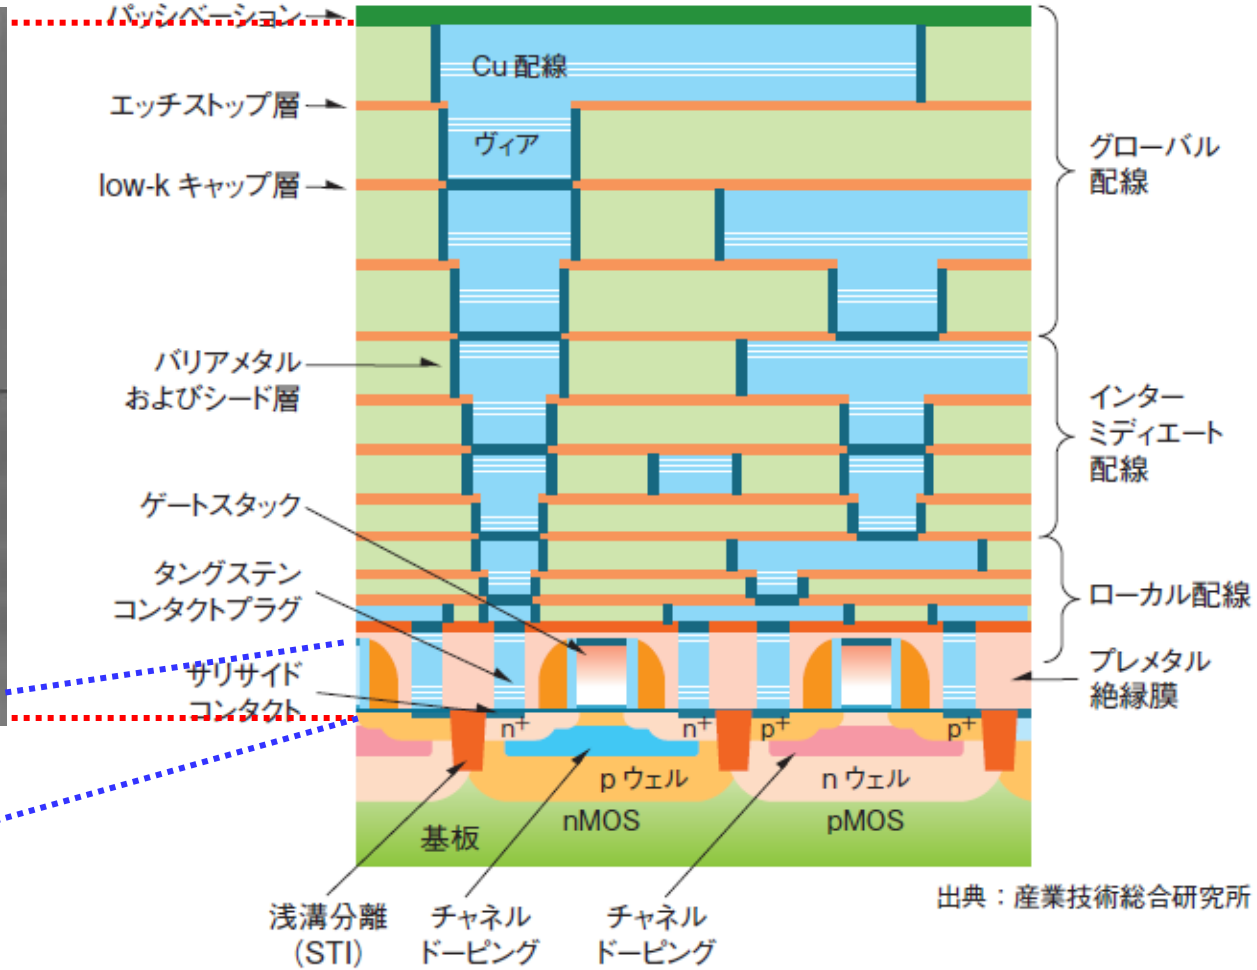 パッシベーション
Cu 配線
エッチストップ層
ヴィア
グローバル
配線
low-k キャップ層
バリアメタル
およびシード層
インター
ミディエート
配線
ゲートスタック
タングステン
コンタクトプラグ
ローカル配線
サリサイド
コンタクト
プレメタル
絶縁膜
n+
n+
p+
p+
p ウェル
n ウェル
nMOS
pMOS
基板
浅溝分離
(STI)
チャネル
ドーピング
チャネル
ドーピング
出典：産業技術総合研究所